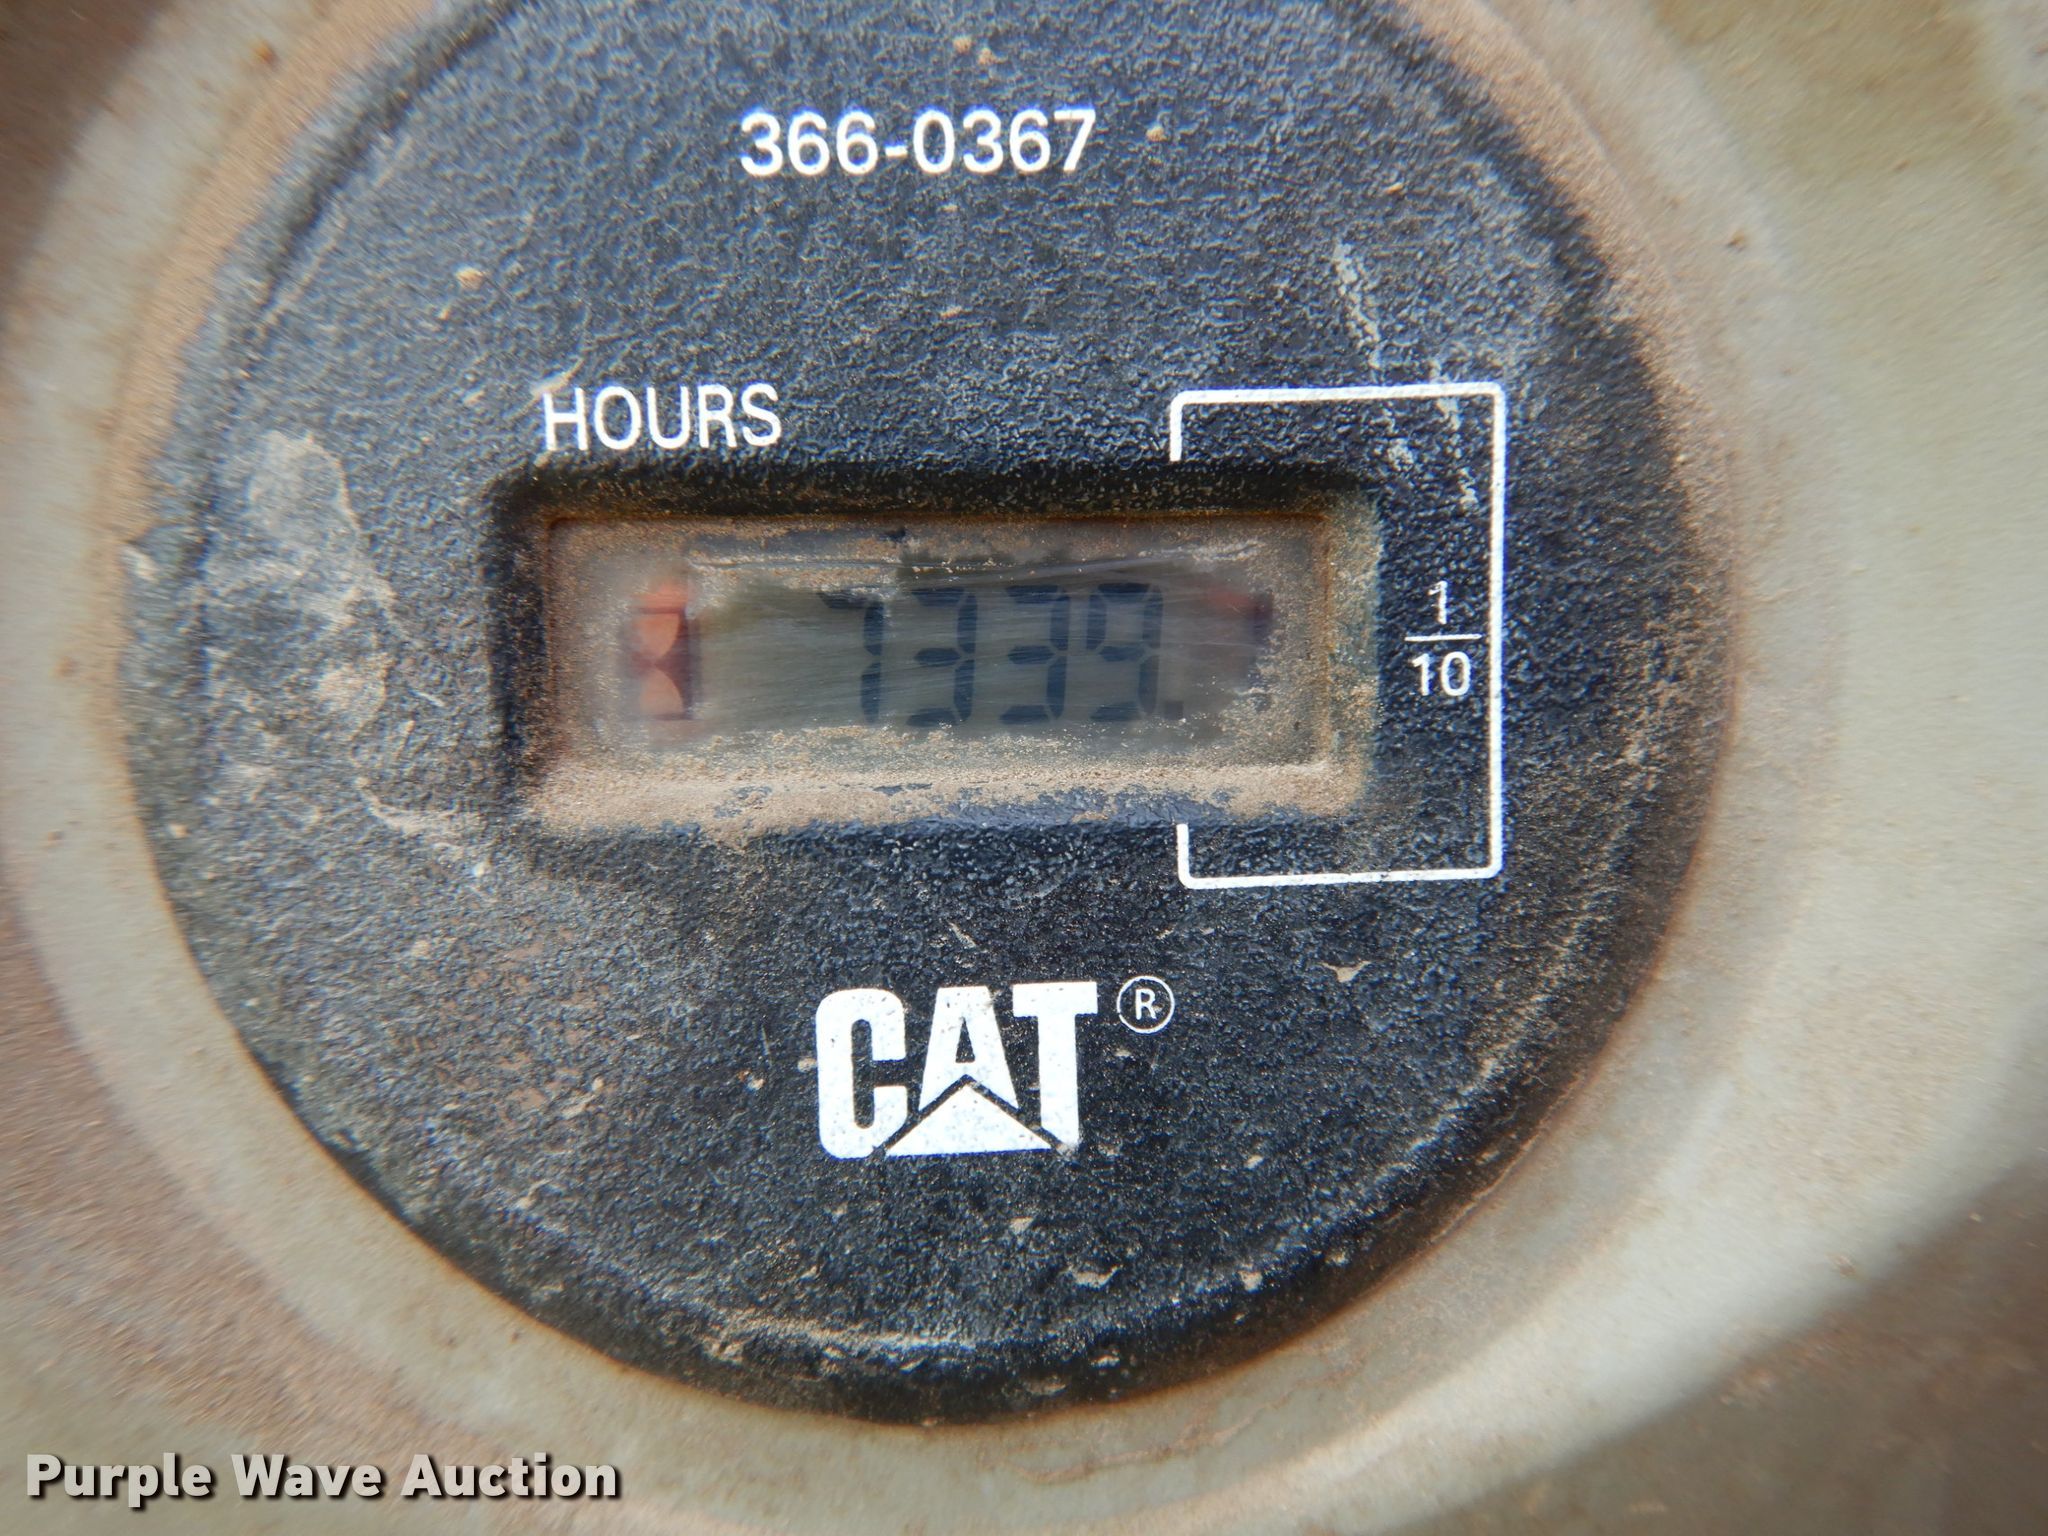 366-0367
HOURS
7339.
1
10
CAT®
Purple Wave Auction